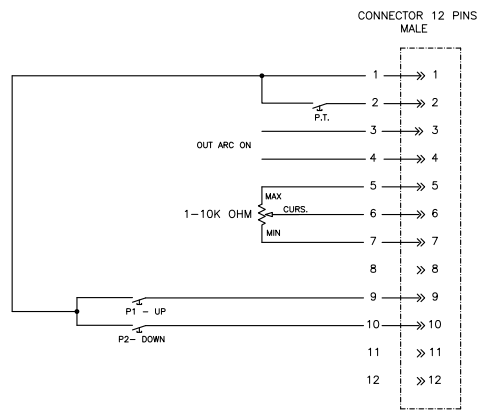 CONNECTOR 12 PINS
MALE
1 1
2 2
P.T.
3 3
OUT ARC ON
4 4
5 5
MAX
1-10K OHM CURS. 6 6
MIN
7 7
8 8
9 9
P1 - UP
10 10
P2- DOWN
11 11
12 12